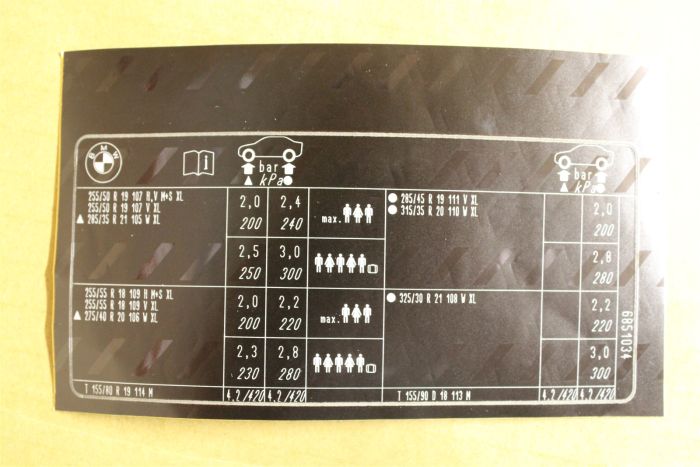 BMW
i
bar
kPa
bar
kPa
255/50 R 19 107 H,V M+S XL
255/50 R 19 107 V XL
285/35 R 21 105 W XL
2,0 2,4
200 240
max.
2,5 3,0
250 300
285/45 R 19 111 V XL
315/35 R 20 110 W XL
2,0
200
2,8
280
255/55 R 18 109 H M+S XL
255/55 R 18 109 V XL
275/40 R 20 106 W XL
2,0 2,2
200 220
max.
2,3 2,8
230 280
325/30 R 21 108 W XL
2,2
220
3,0
300
T 155/80 R 19 114 M 4.2/420 4.2/420
T 155/90 D 18 113 M 4.2/420 4.2/420
6851034